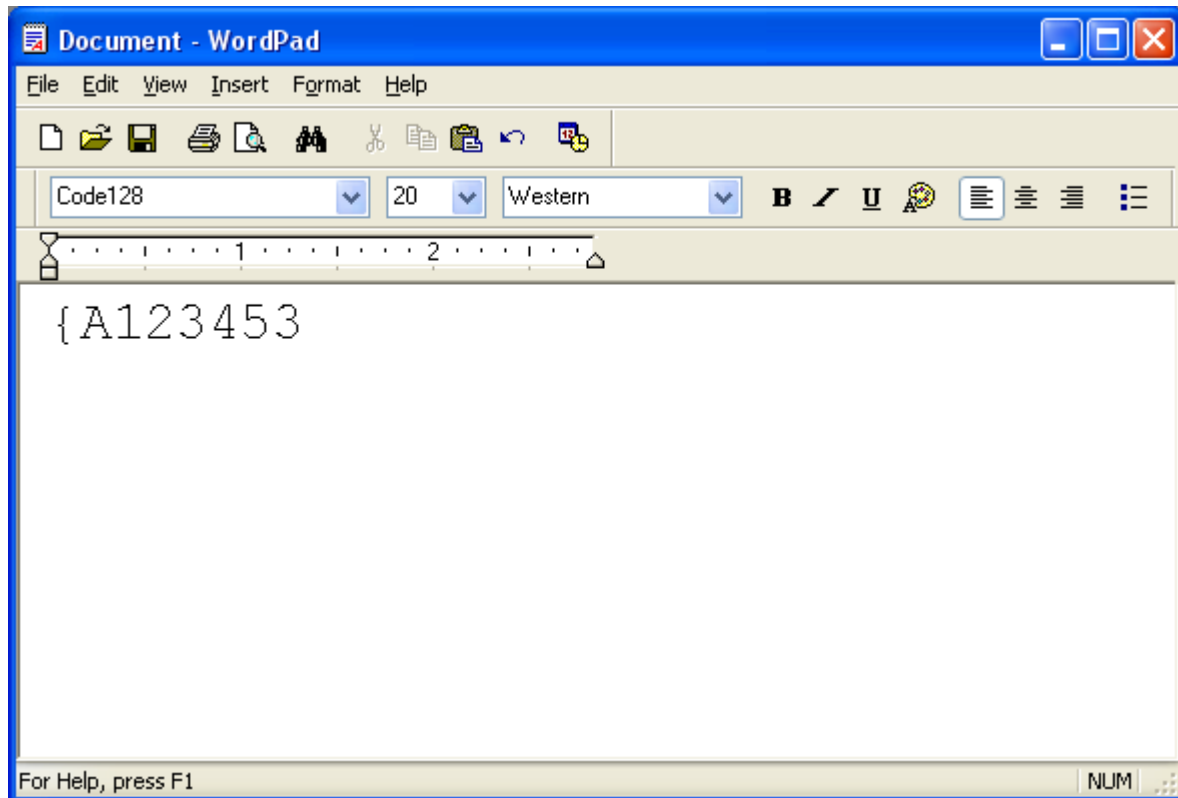 Document - WordPad
File Edit View Insert Format Help
12
Code128 20 Western B / U A
1 2
{A123453
For Help, press F1 NUM